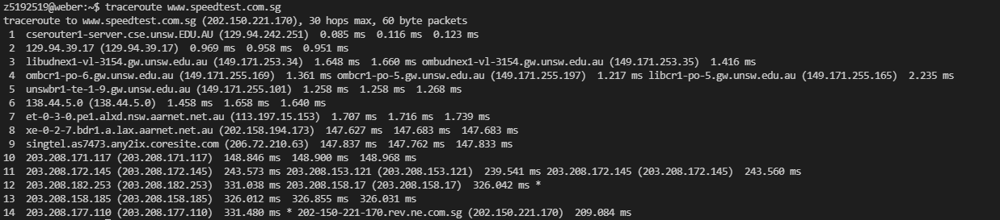 z5192519@weber:~$ traceroute www.speedtest.com.sg
traceroute to www.speedtest.com.sg (202.150.221.170), 30 hops max, 60 byte packets
1 cserouter1-server.cse.unsw.EDU.AU (129.94.242.251) 0.085 ms 0.116 ms 0.123 ms
2 129.94.39.17 (129.94.39.17) 0.969 ms 0.958 ms 0.951 ms
3 libudnex1-vl-3154.gw.unsw.edu.au (149.171.253.34) 1.648 ms 1.660 ms ombudnex1-vl-3154.gw.unsw.edu.au (149.171.253.35) 1.416 ms
4 ombcr1-po-6.gw.unsw.edu.au (149.171.255.169) 1.361 ms ombcr1-po-5.gw.unsw.edu.au (149.171.255.197) 1.217 ms libcr1-po-5.gw.unsw.edu.au (149.171.255.165) 2.235 ms
5 unswbr1-te-1-9.gw.unsw.edu.au (149.171.255.101) 1.258 ms 1.258 ms 1.268 ms
6 138.44.5.0 (138.44.5.0) 1.458 ms 1.658 ms 1.640 ms
7 et-0-3-0.pe1.alxd.nsw.aarnet.net.au (113.197.15.153) 1.707 ms 1.716 ms 1.739 ms
8 xe-0-2-7.bdr1.a.lax.aarnet.net.au (202.158.194.173) 147.627 ms 147.683 ms 147.683 ms
9 singtel.as7473.any2ix.coresite.com (206.72.210.63) 147.837 ms 147.762 ms 147.833 ms
10 203.208.171.117 (203.208.171.117) 148.846 ms 148.900 ms 148.968 ms
11 203.208.172.145 (203.208.172.145) 243.573 ms 203.208.153.121 (203.208.153.121) 239.541 ms 203.208.172.145 (203.208.172.145) 243.560 ms
12 203.208.182.253 (203.208.182.253) 331.038 ms 203.208.158.17 (203.208.158.17) 326.042 ms *
13 203.208.158.185 (203.208.158.185) 326.012 ms 326.855 ms 326.031 ms
14 203.208.177.110 (203.208.177.110) 331.480 ms * 202-150-221-170.rev.ne.com.sg (202.150.221.170) 209.084 ms